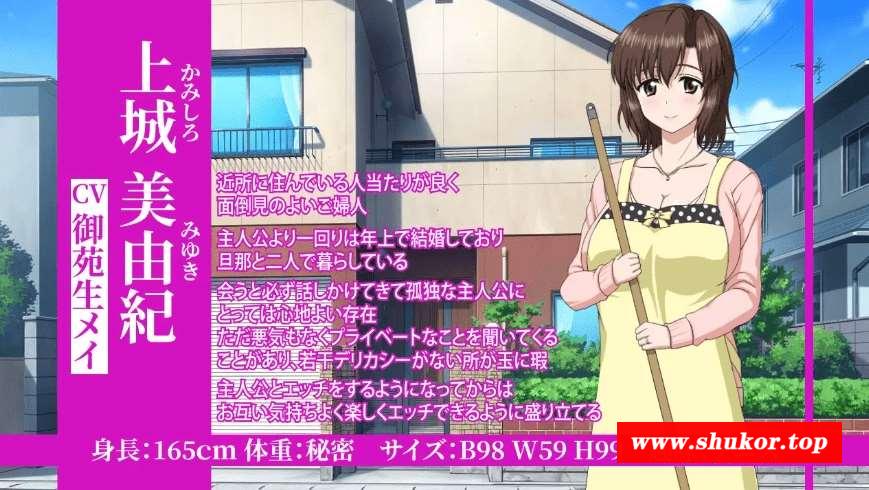 上城 美由紀
かみしろ みゆき
CV 御苑生メイ
近所に住んでいる人当たりが良く
面倒見のよいご婦人
主人公より一回りは年上で結婚しており
旦那と二人で暮らしている
会うと必ず話しかけてきて孤独な主人公に
とっては心地よい存在
ただ悪気もなくプライベートなことを聞いてくる
ことがあり、若干デリカシーがない所が玉に瑕
主人公とエッチをするようになってからは
お互い気持ちよく楽しくエッチできるように盛り立てる
身長:165cm 体重:秘密 サイズ:B98 W59 H99
www.shukor.top